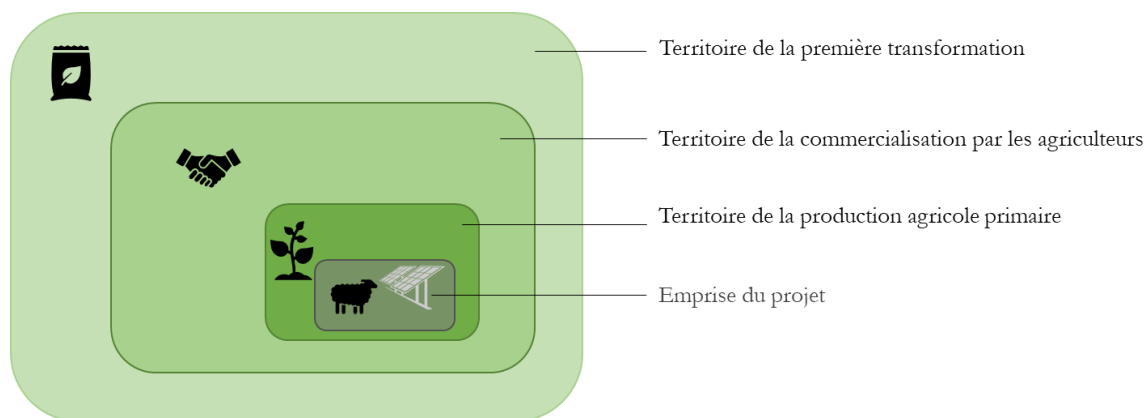 Territoire de la première transformation
Territoire de la commercialisation par les agriculteurs
Territoire de la production agricole primaire
Emprise du projet